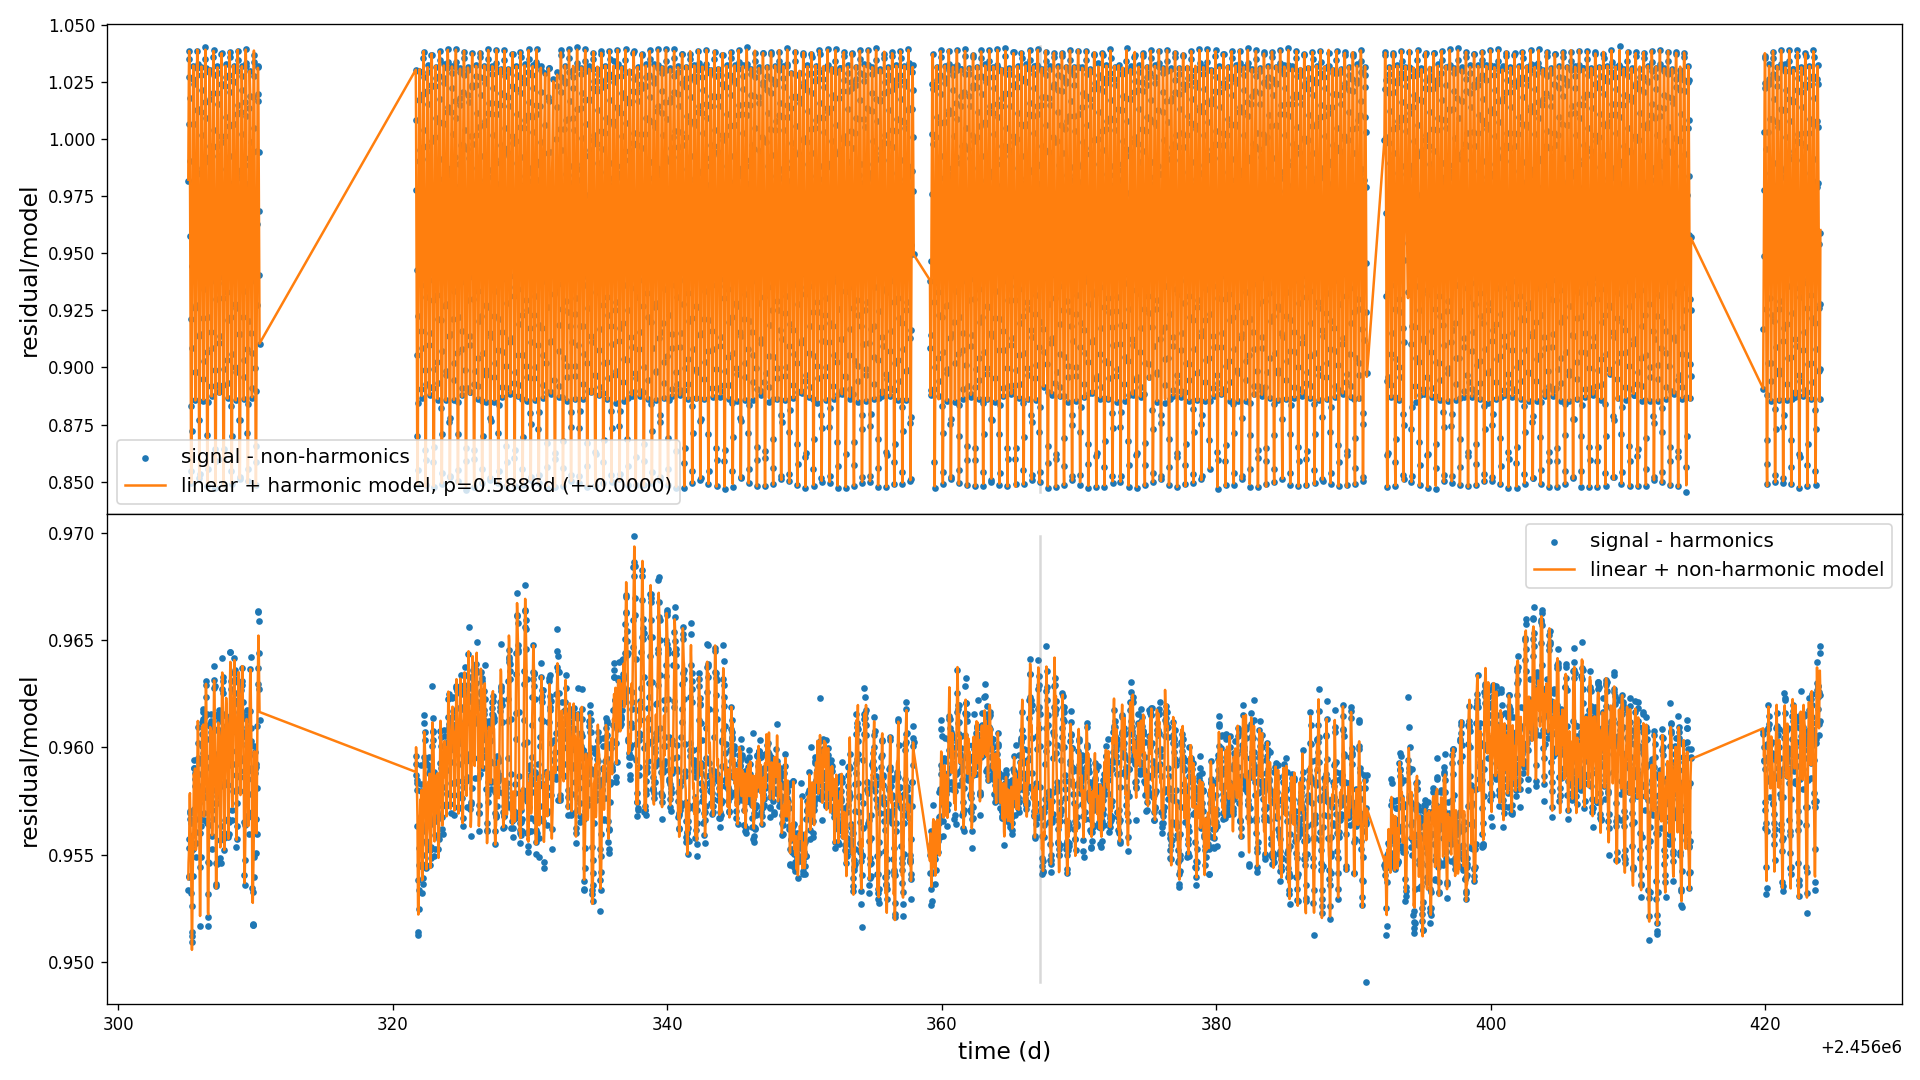 1.050
1.025
1.000
0.975
0.950
0.925
0.900
0.875
0.850
residual/model
signal - non-harmonics
linear + harmonic model, p=0.5886d (+-0.0000)
0.970
0.965
0.960
0.955
0.950
residual/model
signal - harmonics
linear + non-harmonic model
300 320 340 360 380 400 420
time (d)
+2.456e6